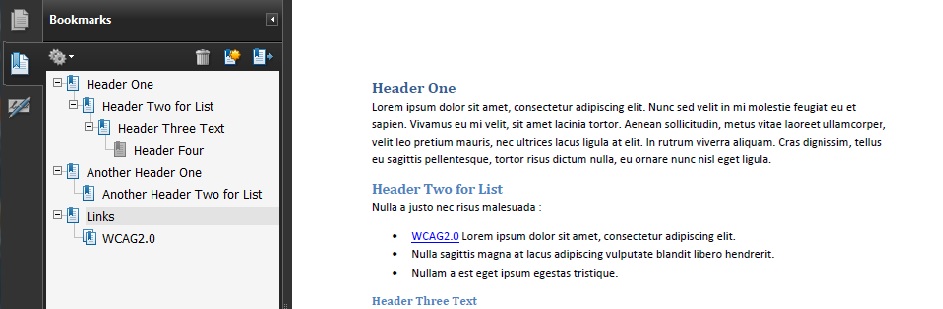 Bookmarks
Header One
Header Two for List
Header Three Text
Header Four
Another Header One
Another Header Two for List
Links
WCAG2.0
Header One
Lorem ipsum dolor sit amet, consectetur adipiscing elit. Nunc sed velit in mi molestie feugiat eu et
sapien. Vivamus eu mi velit, sit amet lacinia tortor. Aenean sollicitudin, metus vitae laoreet ullamcorper,
velit leo pretium mauris, nec ultrices lacus ligula at elit. In rutrum viverra aliquam. Cras dignissim, tellus
eu sagittis pellentesque, tortor risus dictum nulla, eu ornare nunc nisl eget ligula.
Header Two for List
Nulla a justo nec risus malesuada :
• WCAG2.0 Lorem ipsum dolor sit amet, consectetur adipiscing elit.
• Nulla sagittis magna at lacus adipiscing vulputate blandit libero hendrerit.
• Nullam a est eget ipsum egestas tristique.
Header Three Text